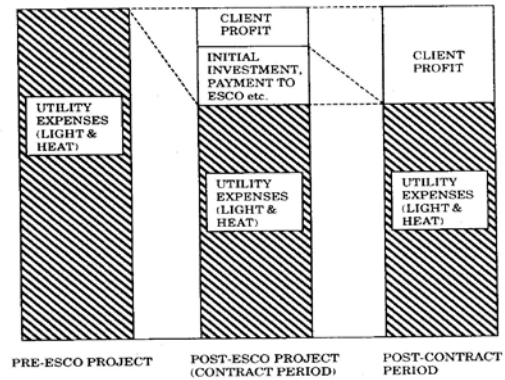 UTILITY
EXPENSES
(LIGHT &
HEAT)
CLIENT
PROFIT
INITIAL
INVESTMENT,
PAYMENT TO
ESCO etc.
UTILITY
EXPENSES
(LIGHT &
HEAT)
CLIENT
PROFIT
UTILITY
EXPENSES
(LIGHT &
HEAT)
PRE-ESCO PROJECT
POST-ESCO PROJECT
(CONTRACT PERIOD)
POST-CONTRACT
PERIOD